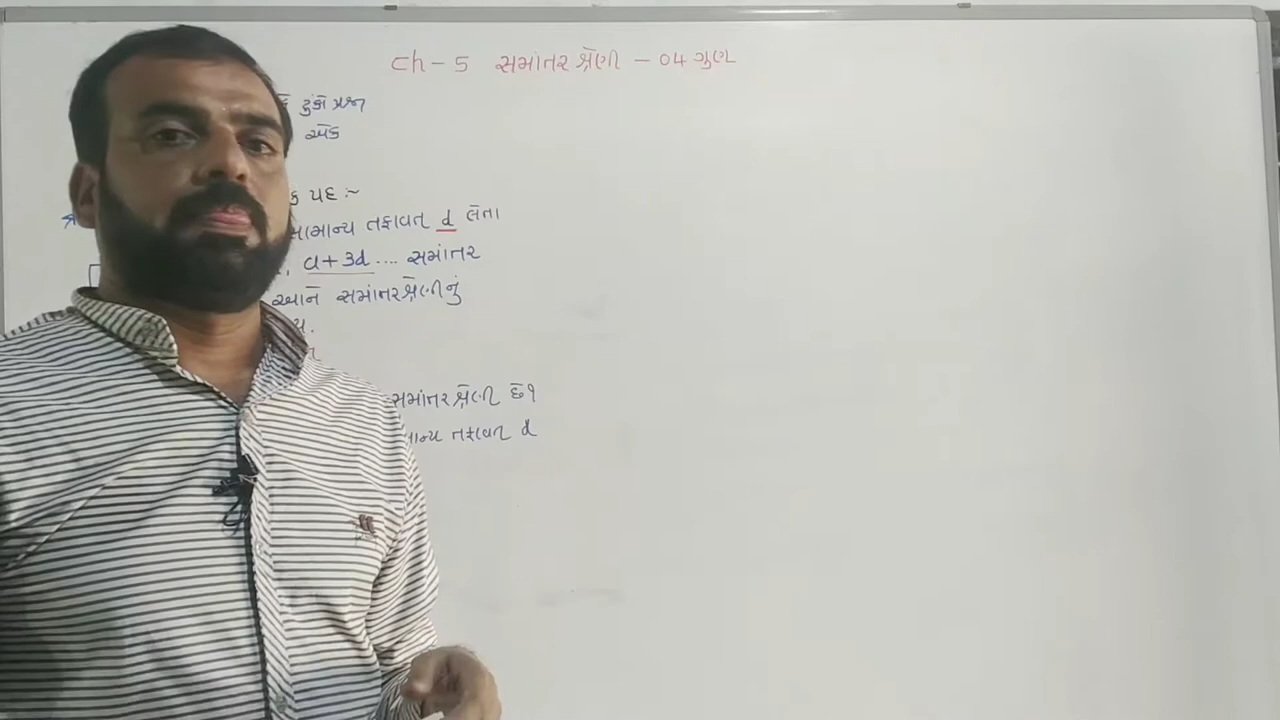 Ch - 5 સમાંતર શ્રેણી - 04 ગુણ
ટુંકો પ્રશ્ન
એક
પદ :~
સામાન્ય તફાવત d લેતા
, a + 3d .... સમાંતર
આને સમાંતરશ્રેણીનું
ય.
સમાંતર શ્રેણી છે?
માન્ય તફાવત d